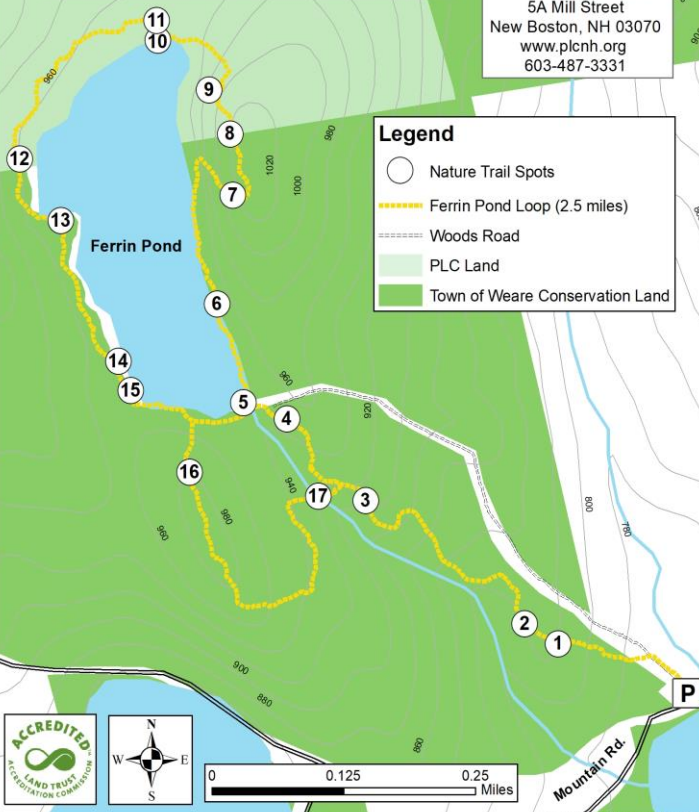 5A Mill Street
New Boston, NH 03070
www.plcnh.org
603-487-3331
Legend
Nature Trail Spots
Ferrin Pond Loop (2.5 miles)
Woods Road
PLC Land
Town of Weare Conservation Land
11
10
960
9
8
980
12
1020
1000
7
13
Ferrin Pond
6
14
960
15
5
4
920
16
940
17
3
980
960
800
780
2
1
900
880
860
P
Mountain Rd.
ACCREDITED
LAND TRUST
ACCREDITATION COMMISSION
N
W E
S
0 0.125 0.25
Miles